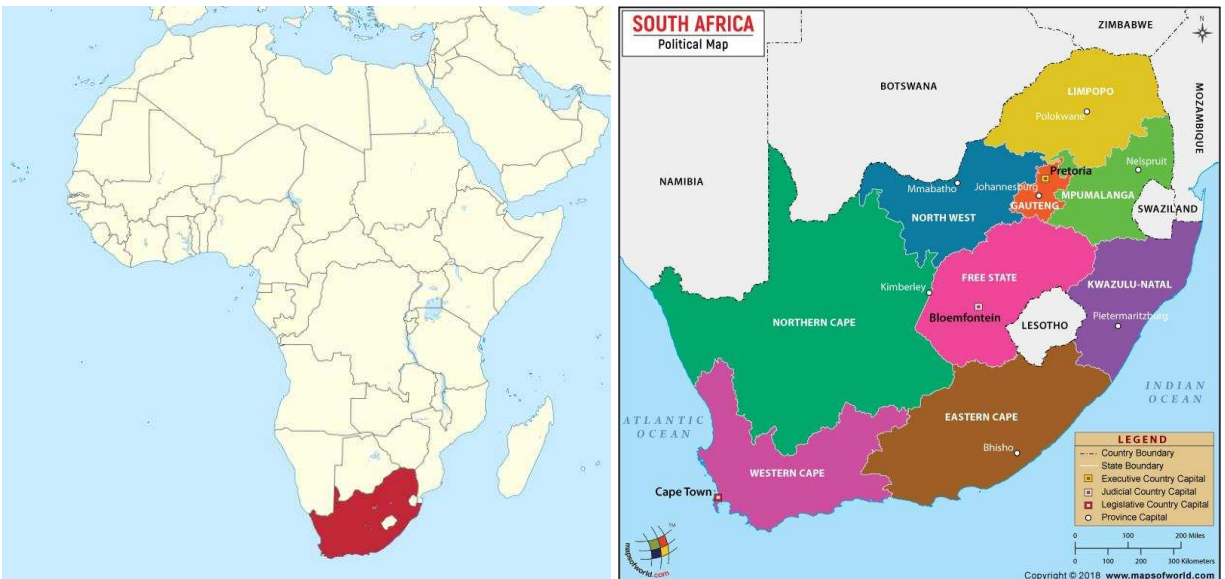 SOUTH AFRICA
Political Map
ZIMBABWE
N
BOTSWANA
LIMPOPO
Polokwane
MOZAMBIQUE
NAMIBIA
Nelspruit
Pretoria
Mmabatho
Johannesburg
MPUMALANGA
GAUTENG
SWAZILAND
NORTH WEST
FREE STATE
KWAZULU-NATAL
Kimberley
Bloemfontein
Pietermaritzburg
NORTHERN CAPE
LESOTHO
INDIAN
OCEAN
ATLANTIC
OCEAN
EASTERN CAPE
Bhisho
WESTERN CAPE
Cape Town
LEGEND
Country Boundary
State Boundary
Executive Country Capital
Judicial Country Capital
Legislative Country Capital
Province Capital
0 100 200 Miles
0 100 200 300 Kilometers
TM
mapsofworld.com
Copyright © 2018 www.mapsofworld.com